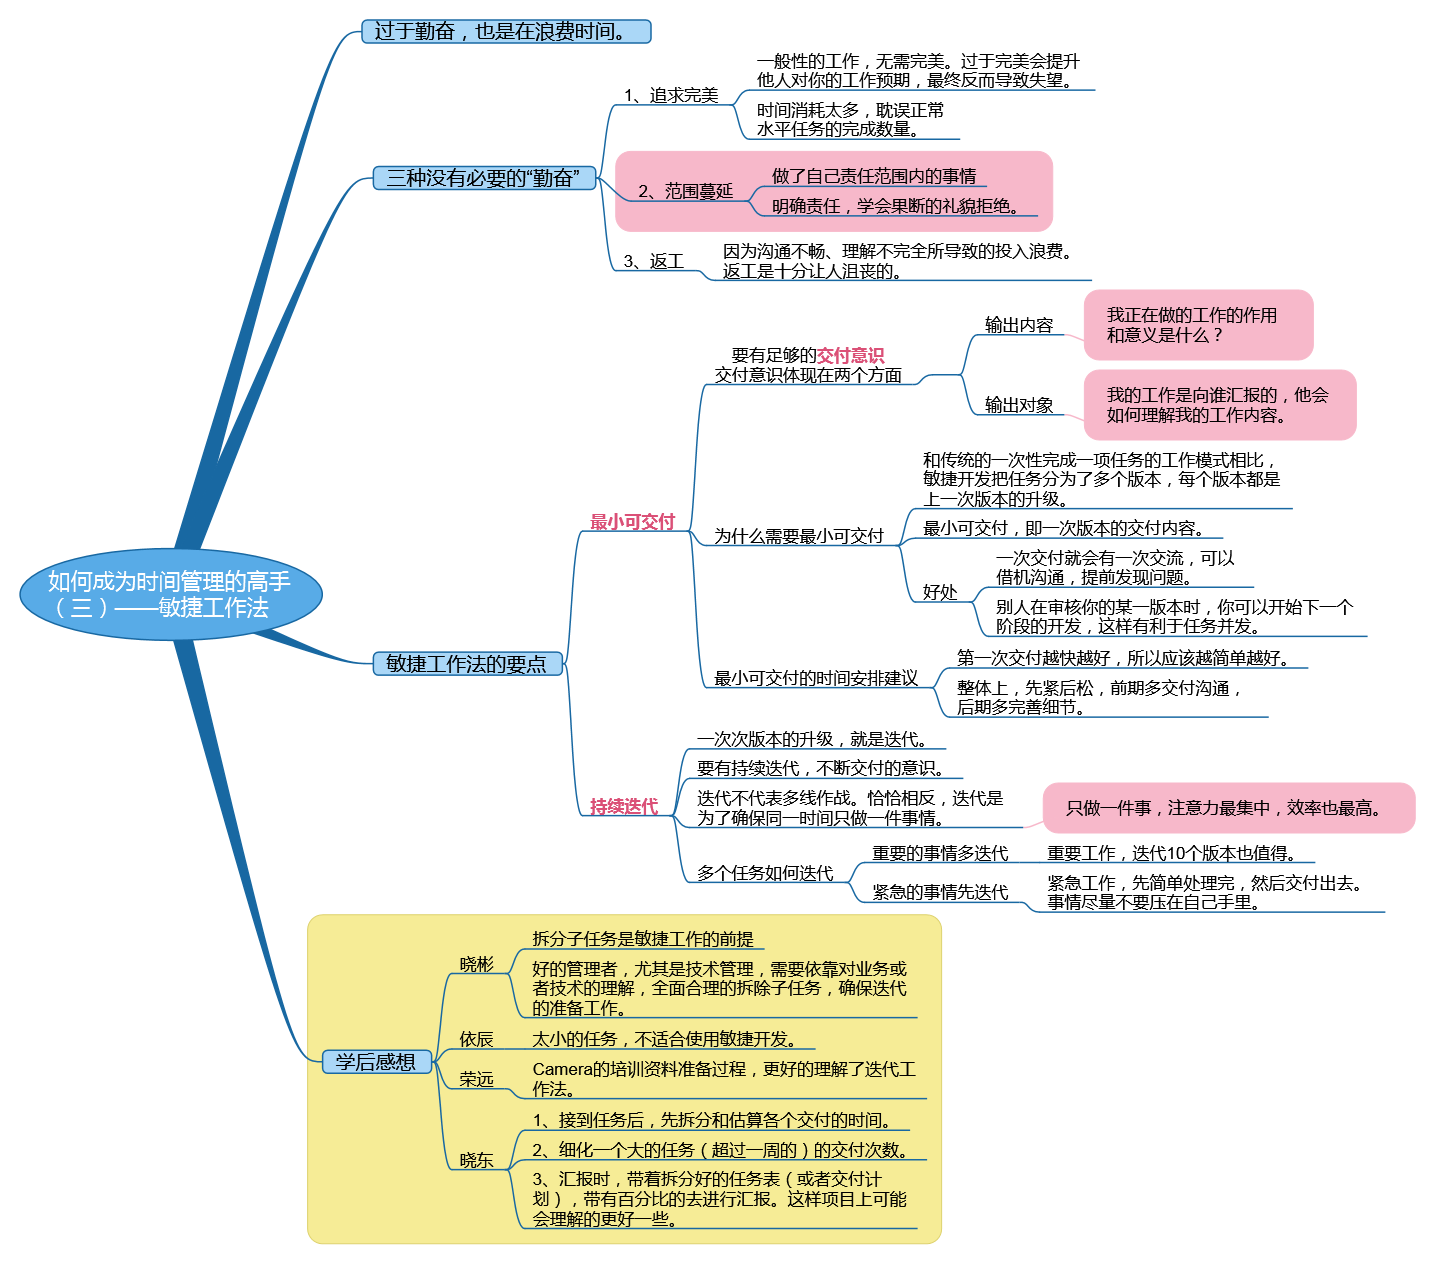 过于勤奋，也是在浪费时间。
三种没有必要的“勤奋”
1、追求完美
一般性的工作，无需完美。过于完美会提升
他人对你的工作预期，最终反而导致失望。
时间消耗太多，耽误正常
水平任务的完成数量。
2、范围蔓延
做了自己责任范围内的事情
明确责任，学会果断的礼貌拒绝。
3、返工
因为沟通不畅、理解不完全所导致的投入浪费。
返工是十分让人沮丧的。
如何成为时间管理的高手
（三）——敏捷工作法
敏捷工作法的要点
最小可交付
要有足够的交付意识
交付意识体现在两个方面
输出内容
我正在做的工作的作用
和意义是什么？
输出对象
我的工作是向谁汇报的，他会
如何理解我的工作内容。
为什么需要最小可交付
和传统的一次性完成一项任务的工作模式相比，
敏捷开发把任务分为了多个版本，每个版本都是
上一次版本的升级。
最小可交付，即一次版本的交付内容。
好处
一次交付就会有一次交流，可以
借机沟通，提前发现问题。
别人在审核你的某一版本时，你可以开始下一个
阶段的开发，这样有利于任务并发。
最小可交付的时间安排建议
第一次交付越快越好，所以应该越简单越好。
整体上，先紧后松，前期多交付沟通，
后期多完善细节。
持续迭代
一次次版本的升级，就是迭代。
要有持续迭代，不断交付的意识。
迭代不代表多线作战。恰恰相反，迭代是
为了确保同一时间只做一件事情。
只做一件事，注意力最集中，效率也最高。
多个任务如何迭代
重要的事情多迭代
重要工作，迭代10个版本也值得。
紧急的事情先迭代
紧急工作，先简单处理完，然后交付出去。
事情尽量不要压在自己手里。
学后感想
晓彬
拆分子任务是敏捷工作的前提
好的管理者，尤其是技术管理，需要依靠对业务或
者技术的理解，全面合理的拆除子任务，确保迭代
的准备工作。
依辰
太小的任务，不适合使用敏捷开发。
荣远
Camera的培训资料准备过程，更好的理解了迭代工
作法。
晓东
1、接到任务后，先拆分和估算各个交付的时间。
2、细化一个大的任务（超过一周的）的交付次数。
3、汇报时，带着拆分好的任务表（或者交付计
划），带有百分比的去进行汇报。这样项目上可能
会理解的更好一些。